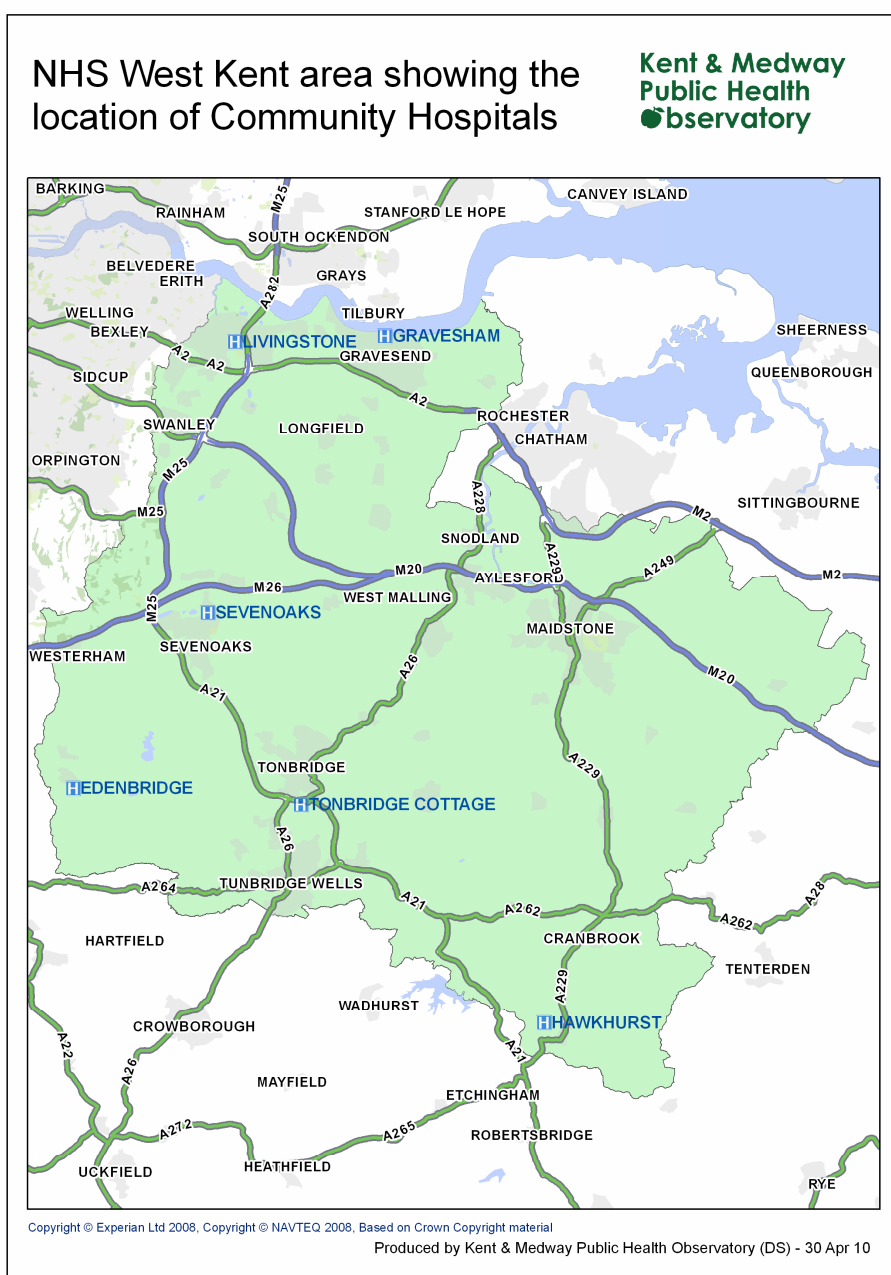 NHS West Kent area showing the
location of Community Hospitals
Kent & Medway
Public Health
Observatory
BARKING
M25
CANVEY ISLAND
RAINHAM
STANFORD LE HOPE
SOUTH OCKENDON
BELVEDERE
ERITH
GRAYS
A282
WELLING
TILBURY
BEXLEY
SHEERNESS
H LIVINGSTONE
H GRAVESHAM
A2
A2
GRAVESEND
SIDCUP
QUEENBOROUGH
A2
SWANLEY
LONGFIELD
ROCHESTER
CHATHAM
ORPINGTON
M25
A228
SITTINGBOURNE
M25
M2
SNODLAND
A229
A249
M20
AYLESFORD
M2
M26
WEST MALLING
M25
H SEVENOAKS
MAIDSTONE
WESTERHAM
SEVENOAKS
A26
M20
A21
TONBRIDGE
A229
H EDENBRIDGE
H TONBRIDGE COTTAGE
A26
A264
TUNBRIDGE WELLS
A28
A21
A262
A262
HARTFIELD
CRANBROOK
TENTERDEN
A229
WADHURST
CROWBOROUGH
H HAWKHURST
A22
A21
A26
MAYFIELD
ETCHINGHAM
A272
A265
ROBERTSBRIDGE
UCKFIELD
HEATHFIELD
RYE
Copyright © Experian Ltd 2008, Copyright © NAVTEQ 2008, Based on Crown Copyright material
Produced by Kent & Medway Public Health Observatory (DS) - 30 Apr 10